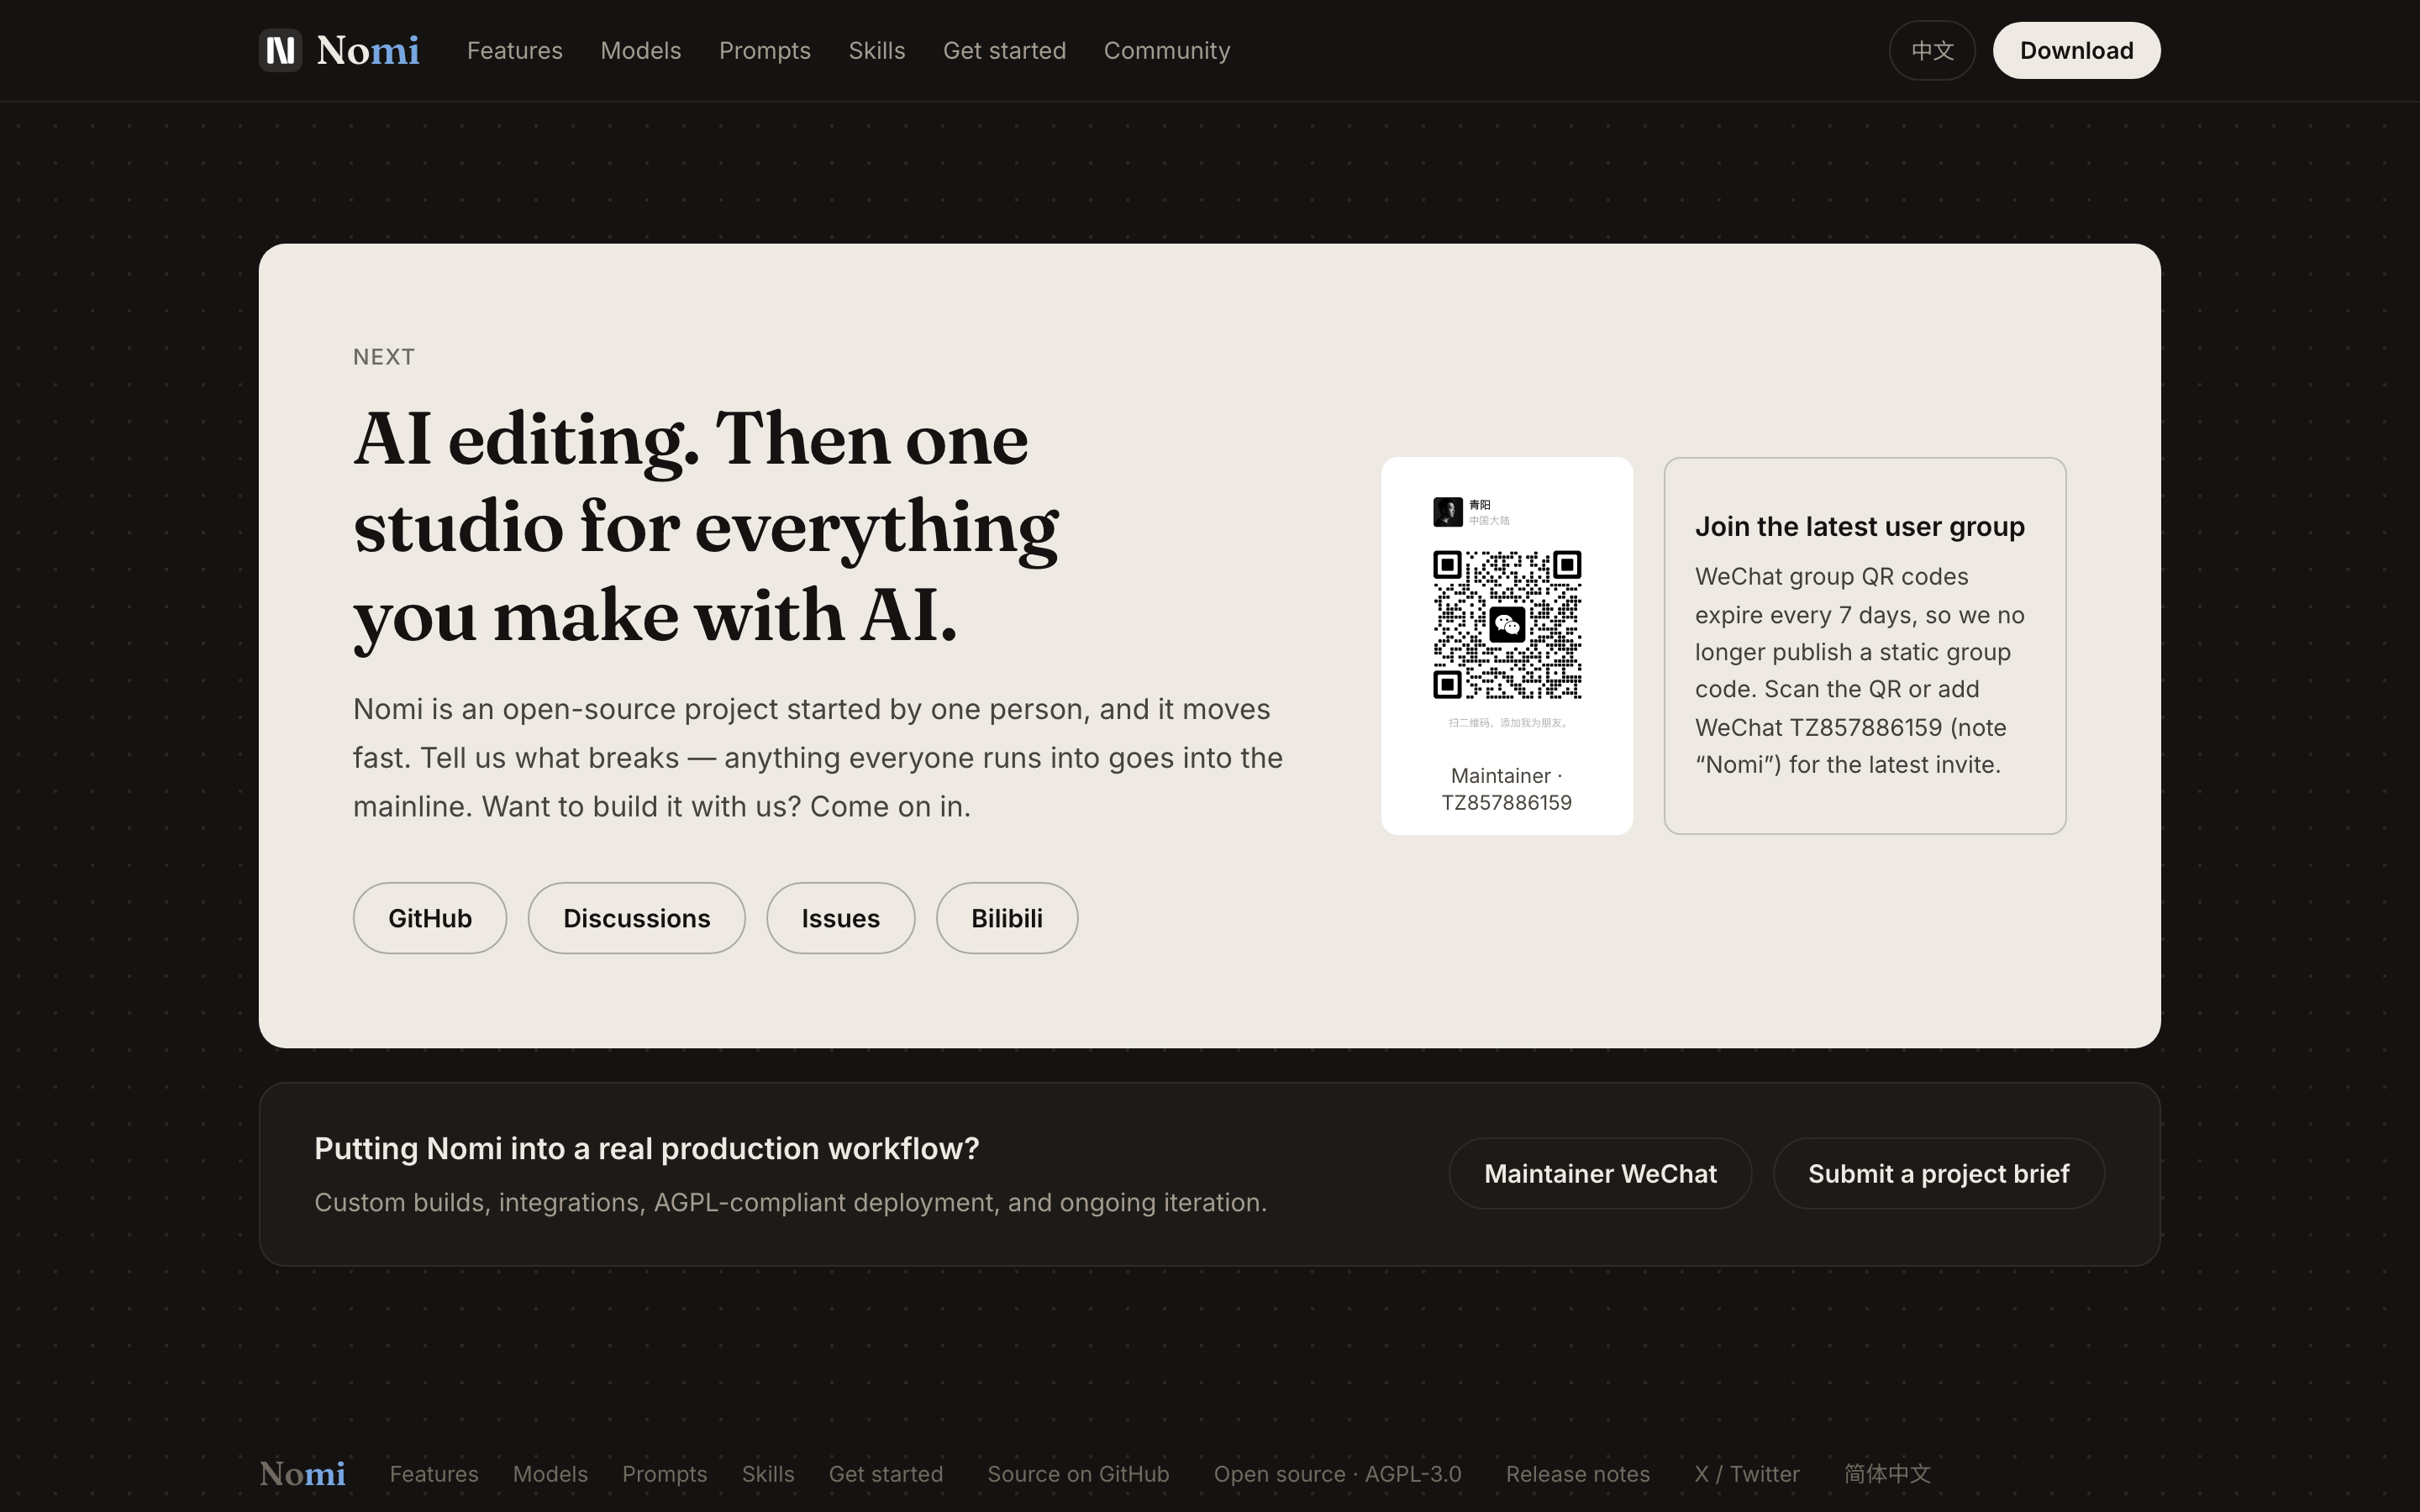 Nomi
Features
Models
Prompts
Skills
Get started
Community
中文
Download
NEXT
AI editing. Then one
studio for everything
you make with AI.
Nomi is an open-source project started by one person, and it moves
fast. Tell us what breaks — anything everyone runs into goes into the
mainline. Want to build it with us? Come on in.
GitHub
Discussions
Issues
Bilibili
青阳
中国大陆
扫二维码，添加我为朋友。
Maintainer ·
TZ857886159
Join the latest user group
WeChat group QR codes
expire every 7 days, so we no
longer publish a static group
code. Scan the QR or add
WeChat TZ857886159 (note
“Nomi”) for the latest invite.
Putting Nomi into a real production workflow?
Custom builds, integrations, AGPL-compliant deployment, and ongoing iteration.
Maintainer WeChat
Submit a project brief
Nomi
Features
Models
Prompts
Skills
Get started
Source on GitHub
Open source · AGPL-3.0
Release notes
X / Twitter
简体中文